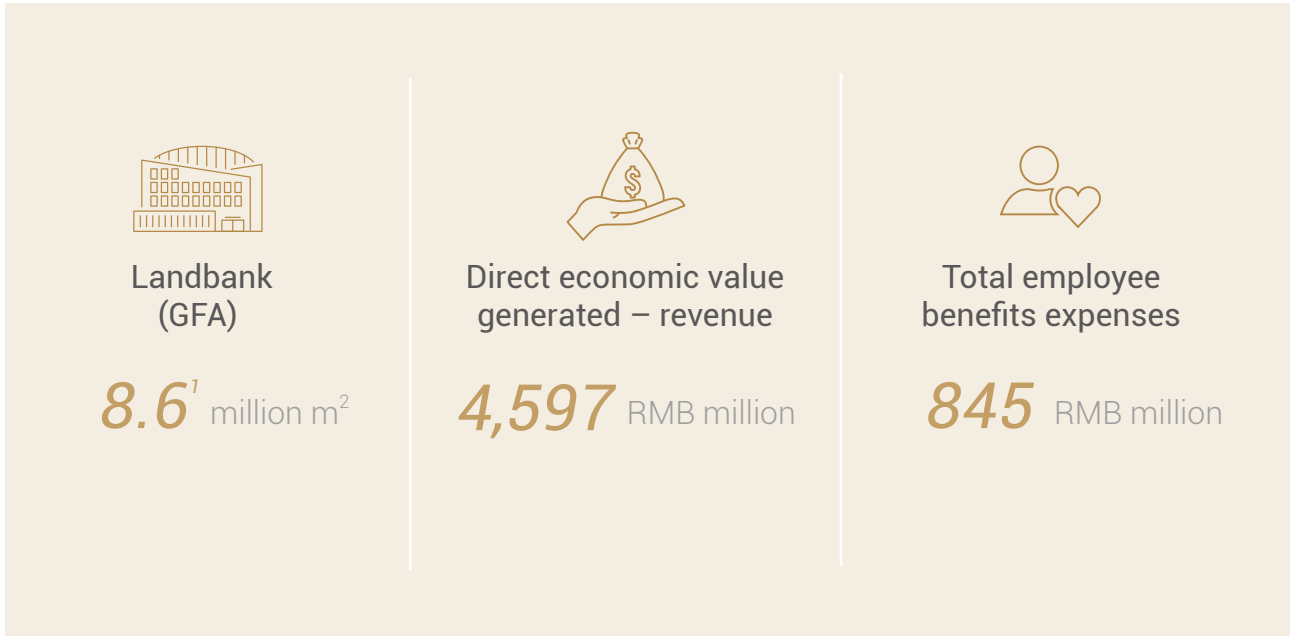 Landbank
(GFA)
8.6¹ million m²
Direct economic value
generated – revenue
4,597 RMB million
Total employee
benefits expenses
845 RMB million